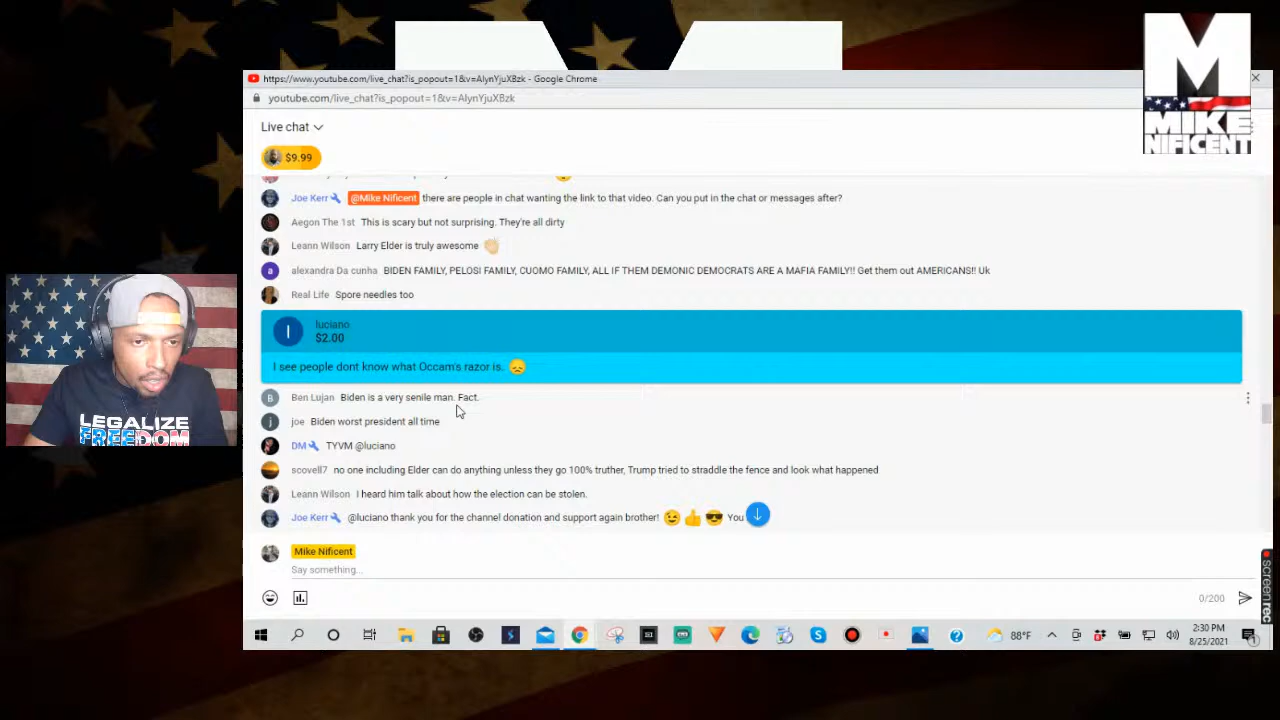 https://www.youtube.com/live_chat?is_popout=1&v=AlynYjuXBzk - Google Chrome
youtube.com/live_chat?is_popout=1&v=AlynYjuXBzk
M
MIKE
NIFICENT
Live chat
$9.99
Joe Kerr @Mike Nificent there are people in chat wanting the link to that video. Can you put in the chat or messages after?
Aegon The 1st This is scary but not surprising. They're all dirty
Leann Wilson Larry Elder is truly awesome 👏🏻
a alexandra Da cunha BIDEN FAMILY, PELOSI FAMILY, CUOMO FAMILY, ALL IF THEM DEMONIC DEMOCRATS ARE A MAFIA FAMILY!! Get them out AMERICANS!! Uk
Real Life Spore needles too
l luciano
$2.00
I see people dont know what Occam's razor is. 😞
B Ben Lujan Biden is a very senile man. Fact.
j joe Biden worst president all time
DM TYVM @luciano
scovell7 no one including Elder can do anything unless they go 100% truther, Trump tried to straddle the fence and look what happened
Leann Wilson I heard him talk about how the election can be stolen.
Joe Kerr @luciano thank you for the channel donation and support again brother! 😉 👍 😎 You
Mike Nificent
Say something...
0/200
LEGALIZE
FREEDOM
screenrec
88°F
2:30 PM
8/25/2021